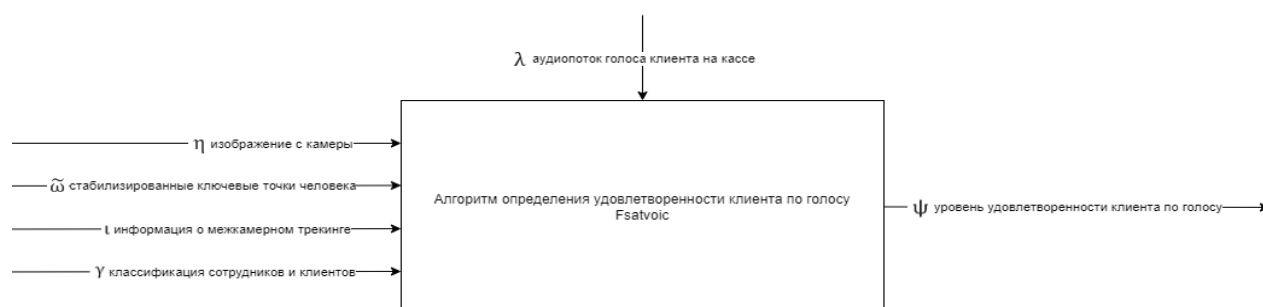 λ аудиопоток голоса клиента на кассе
η изображение с камеры
ω̃ стабилизированные ключевые точки человека
ι информация о межкамерном трекинге
γ классификация сотрудников и клиентов
Алгоритм определения удовлетворенности клиента по голосу
Fsatvoic
ψ уровень удовлетворенности клиента по голосу